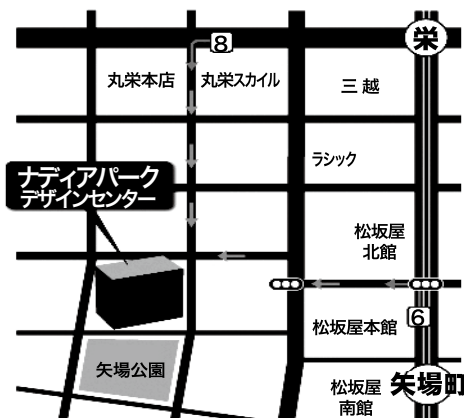 栄
8
丸栄本店
丸栄スカイル
三越
ラシック
ナディアパーク
デザインセンター
松坂屋
北館
6
松坂屋本館
矢場公園
矢場町
松坂屋
南館